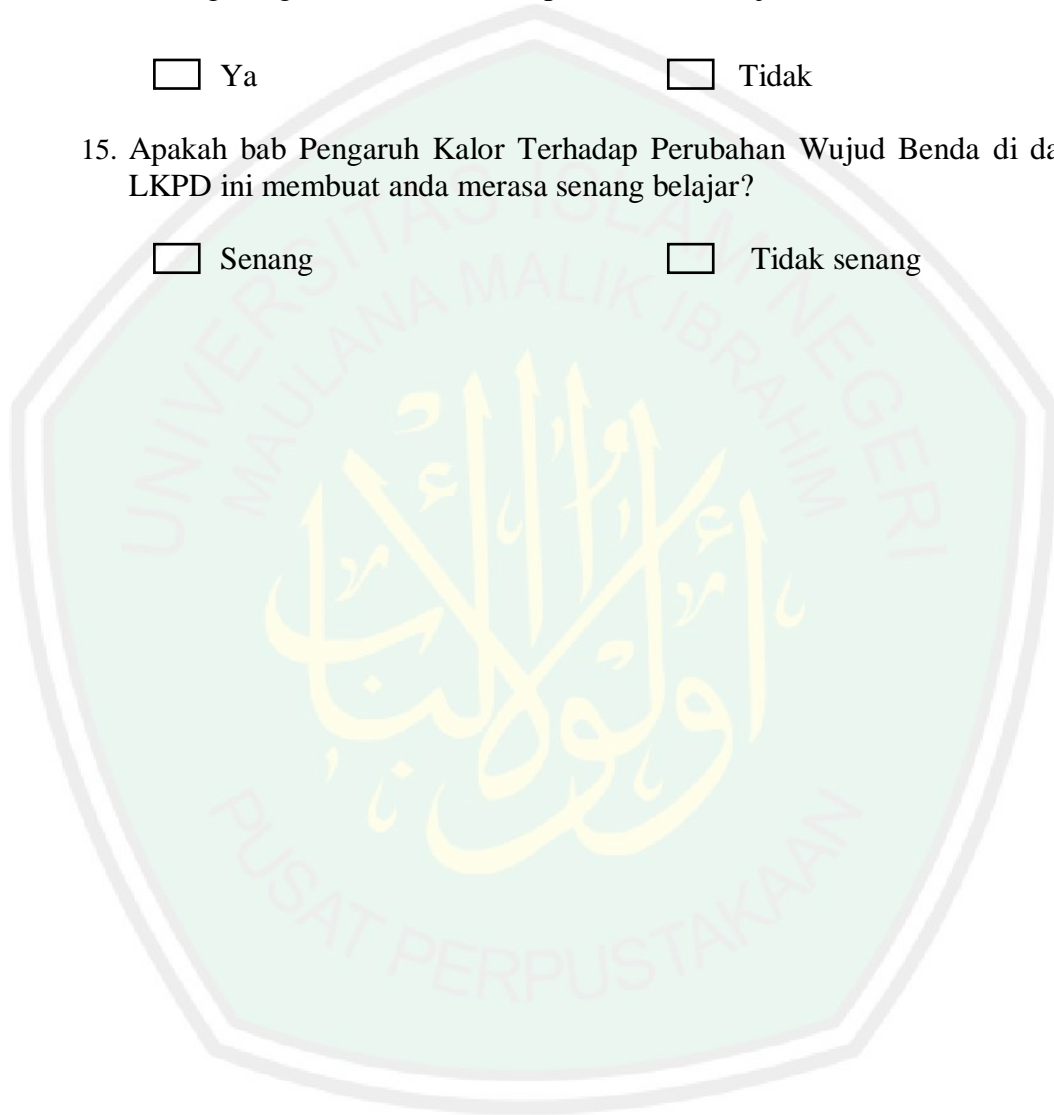 Ya Tidak
15. Apakah bab Pengaruh Kalor Terhadap Perubahan Wujud Benda di da
LKPD ini membuat anda merasa senang belajar?
Senang Tidak senang
UNIVERSITAS ISLAM NEGERI
MAULANA MALIK IBRAHIM
أولوا الألباب
PUSAT PERPUSTAKAAN